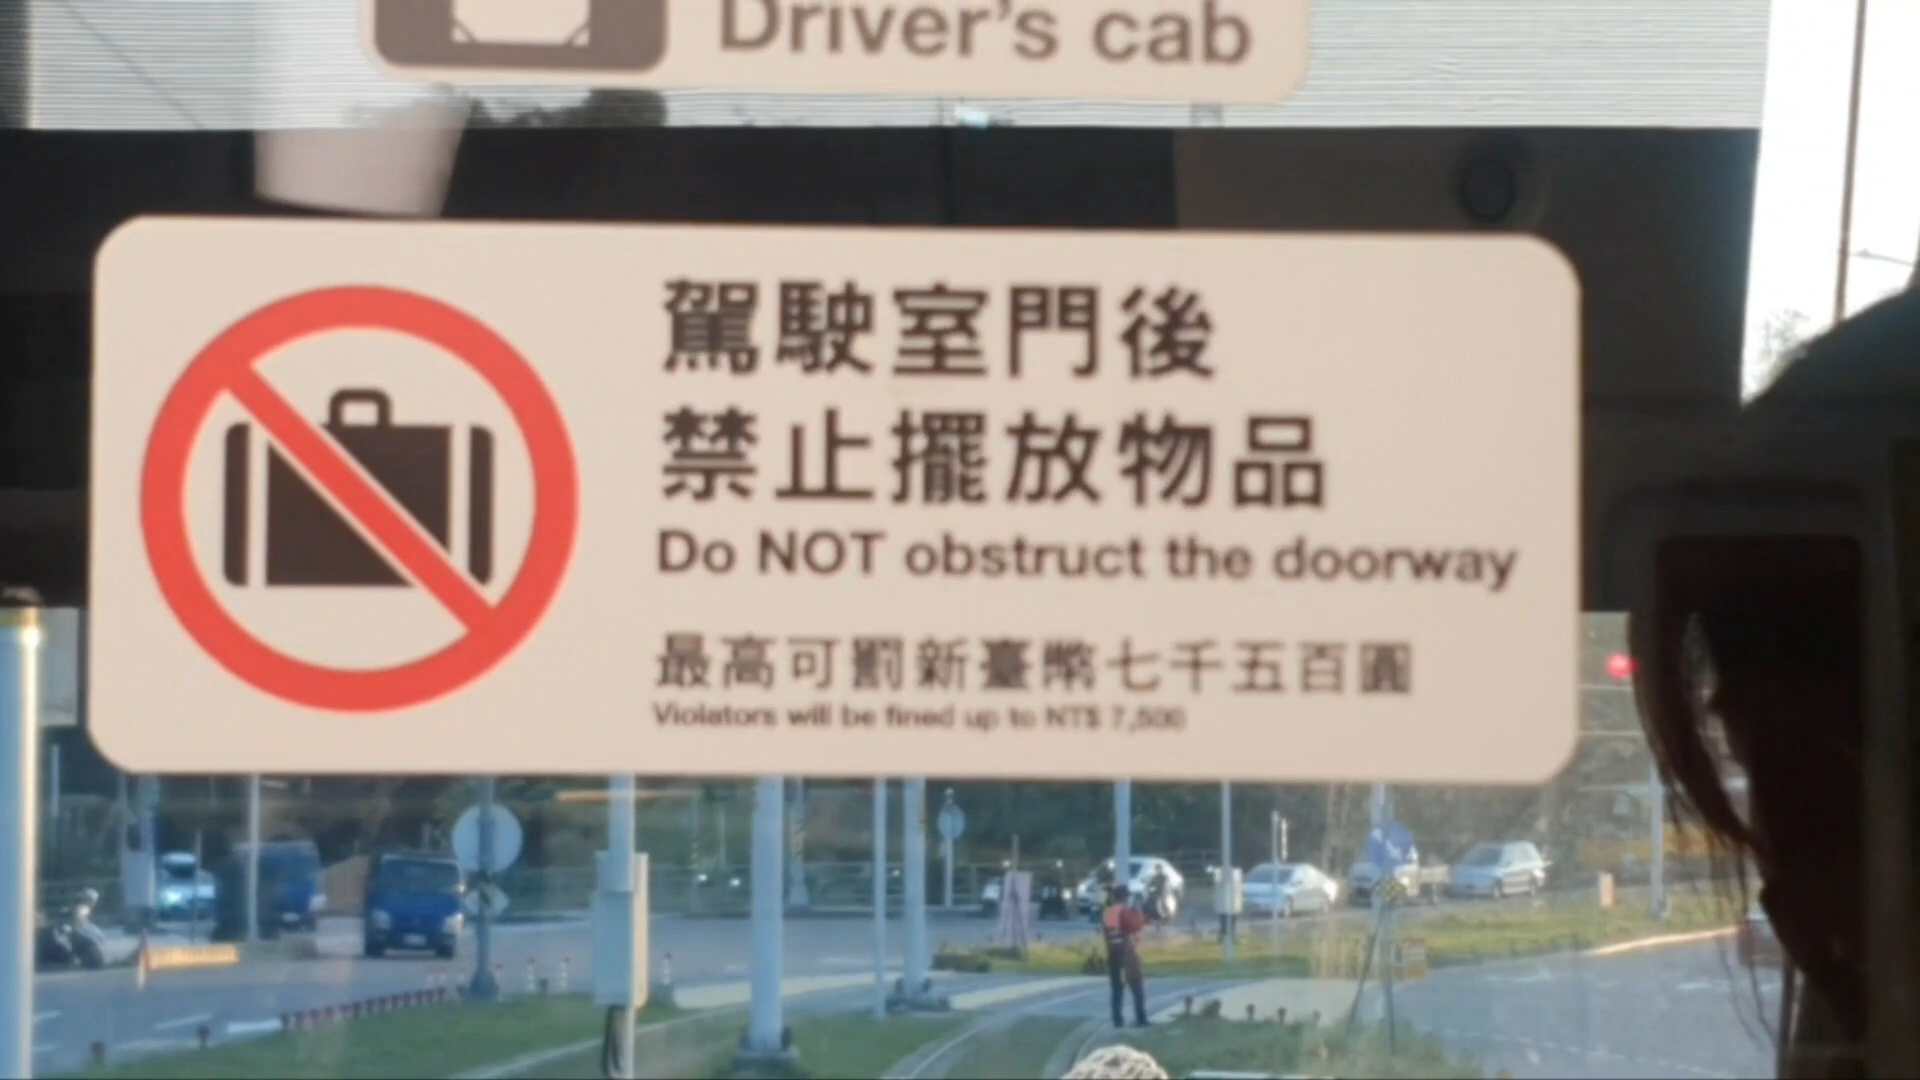 Driver's cab
駕駛室門後
禁止擺放物品
Do NOT obstruct the doorway
最高可罰新臺幣七千五百圓
Violators will be fined up to NT$ 7,500